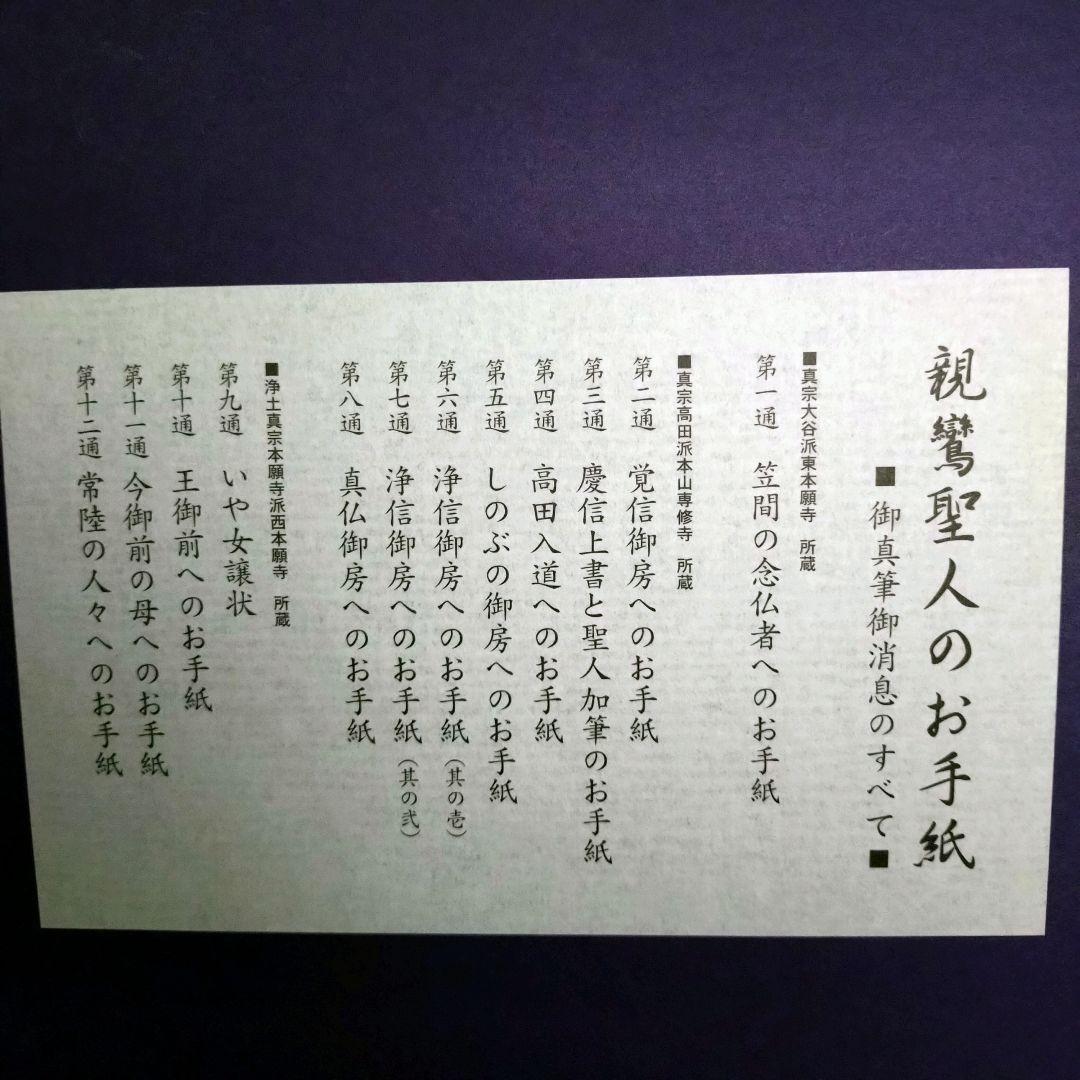 親鸞聖人のお手紙
■御真筆御消息のすべて■
■真宗大谷派東本願寺 所蔵
第一通 笠間の念仏者へのお手紙
■真宗高田派本山専修寺 所蔵
第二通 覚信御房へのお手紙
第三通 慶信上書と聖人加筆のお手紙
第四通 高田入道へのお手紙
第五通 しのぶの御房へのお手紙
第六通 浄信御房へのお手紙(其の壱)
第七通 浄信御房へのお手紙(其の弐)
第八通 真仏御房へのお手紙
■浄土真宗本願寺派西本願寺 所蔵
第九通 いや女譲状
第十通 王御前へのお手紙
第十一通 今御前の母へのお手紙
第十二通 常陸の人々へのお手紙